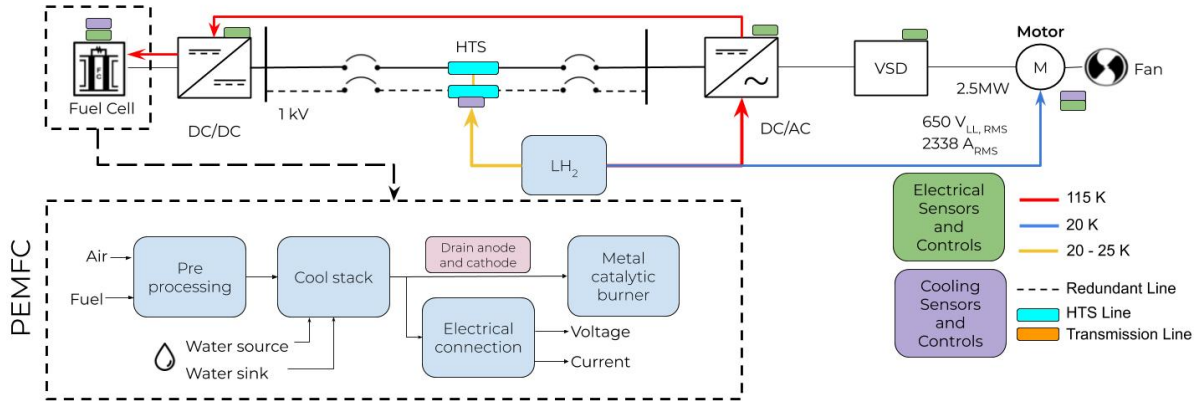 HTS
Motor
Fuel Cell
FC
VSD
M
Fan
1 kV
DC/DC
DC/AC
2.5MW
650 V LL, RMS
2338 A RMS
LH2
Electrical
Sensors
and
Controls
Cooling
Sensors
and
Controls
115 K
20 K
20 - 25 K
Redundant Line
HTS Line
Transmission Line
PEMFC
Air
Fuel
Pre
processing
Cool stack
Drain anode
and cathode
Metal
catalytic
burner
Electrical
connection
Voltage
Current
Water source
Water sink